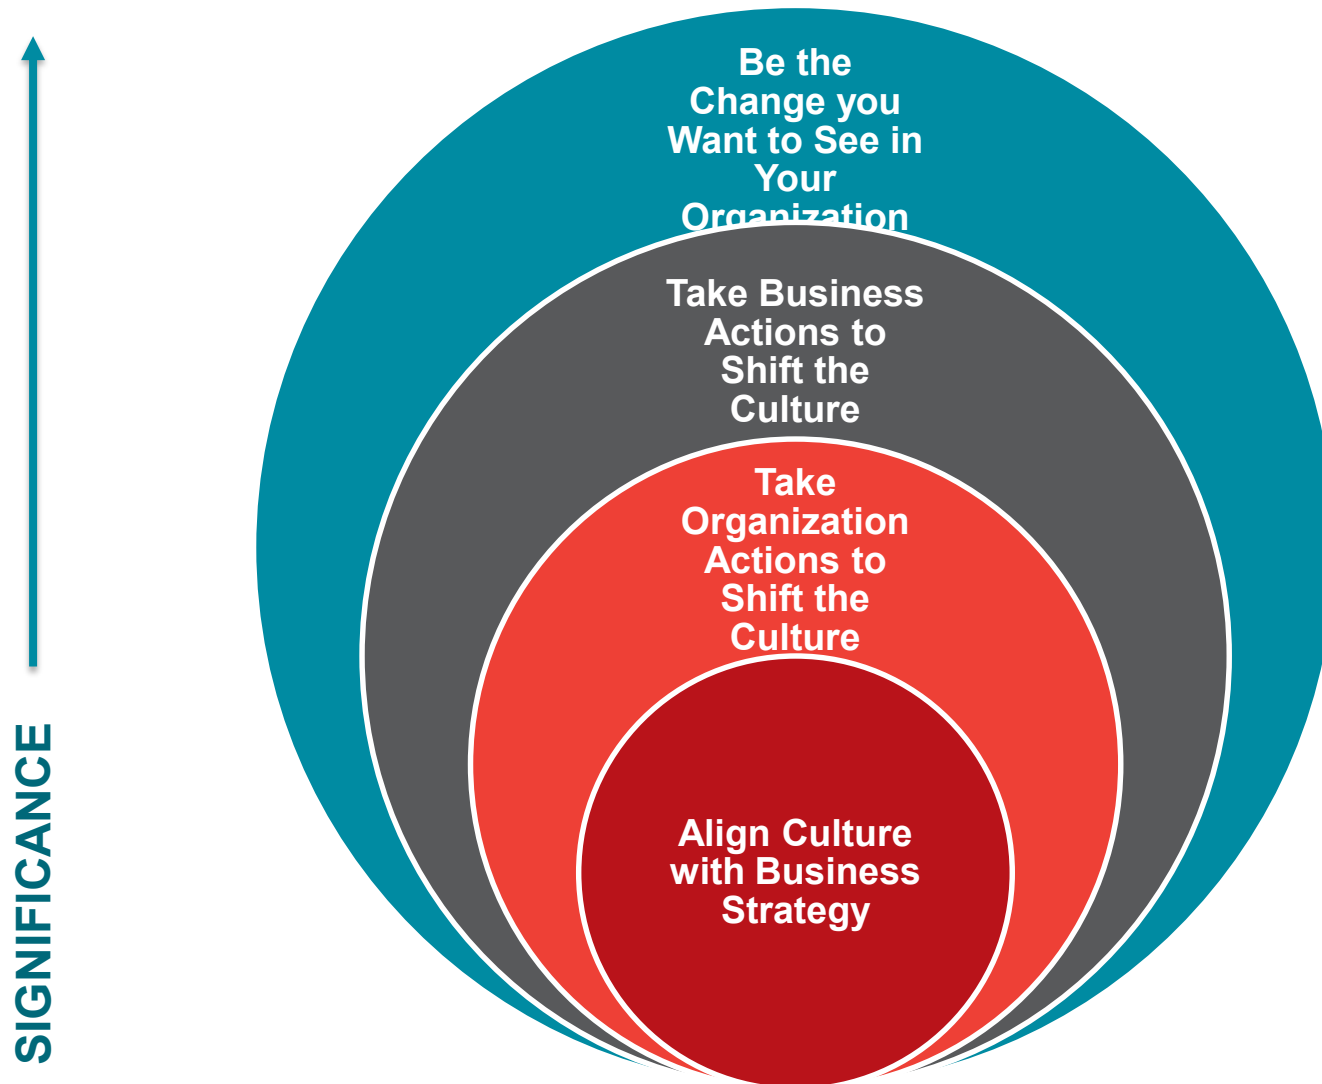 Be the
Change you
Want to See in
Your
Organization
Take Business
Actions to
Shift the
Culture
Take
Organization
Actions to
Shift the
Culture
Align Culture
with Business
Strategy
SIGNIFICANCE